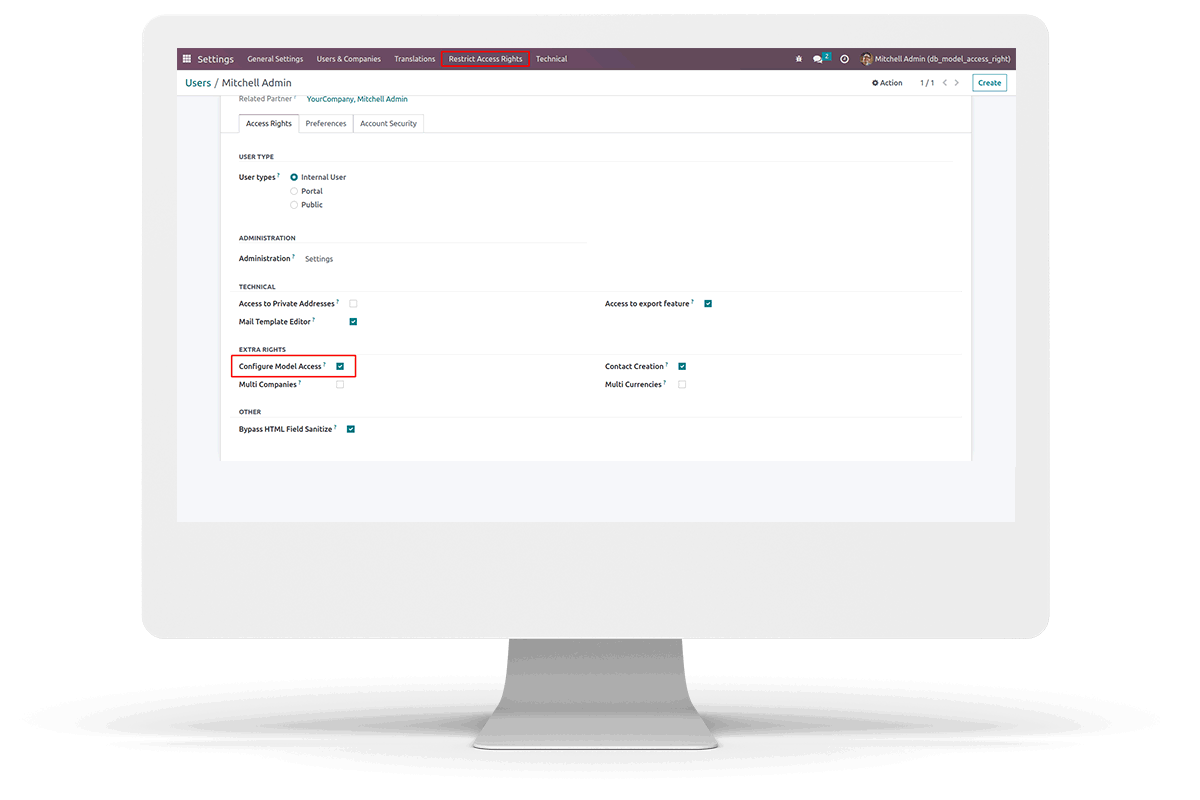 Settings General Settings Users & Companies Translations Restrict Access Rights Technical 2 Mitchell Admin (db_model_access_right)
Users / Mitchell Admin Action 1 / 1 Create
Related Partner ? YourCompany, Mitchell Admin
Access Rights Preferences Account Security
USER TYPE
User types ? Internal User
Portal
Public
ADMINISTRATION
Administration ? Settings
TECHNICAL
Access to Private Addresses ? Access to export feature ?
Mail Template Editor ?
EXTRA RIGHTS
Configure Model Access ? Contact Creation ?
Multi Companies ? Multi Currencies ?
OTHER
Bypass HTML Field Sanitize ?